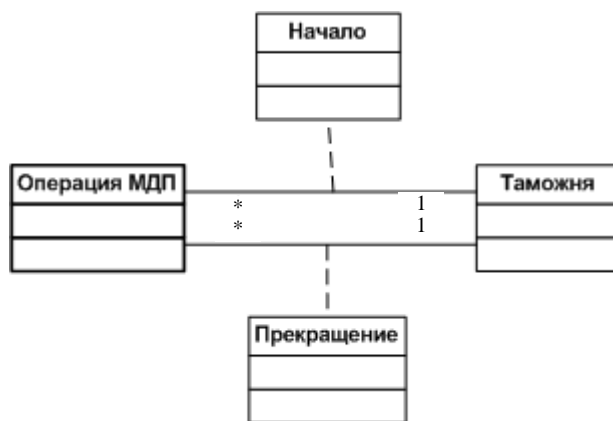 Начало
Операция МДП
Таможня
* 1
* 1
Прекращение